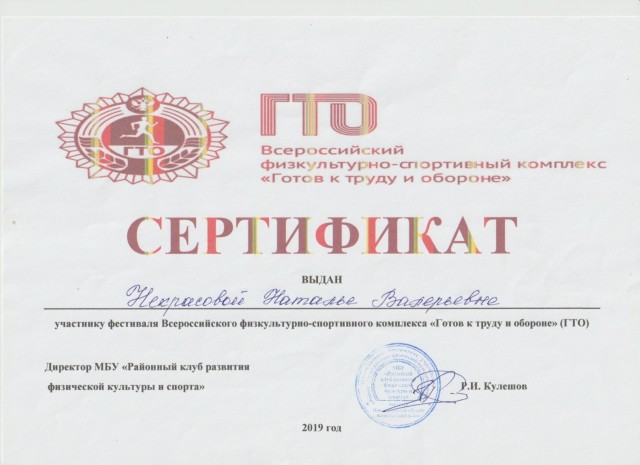 ГТО
ГТО
Всероссийский
физкультурно-спортивный комплекс
«Готов к труду и обороне»
СЕРТИФИКАТ
ВЫДАН
Некрасовой Наталье Валерьевне
участнику фестиваля Всероссийского физкультурно-спортивного комплекса «Готов к труду и обороне» (ГТО)
Директор МБУ «Районный клуб развития
физической культуры и спорта»
Р.И. Кулешов
2019 год